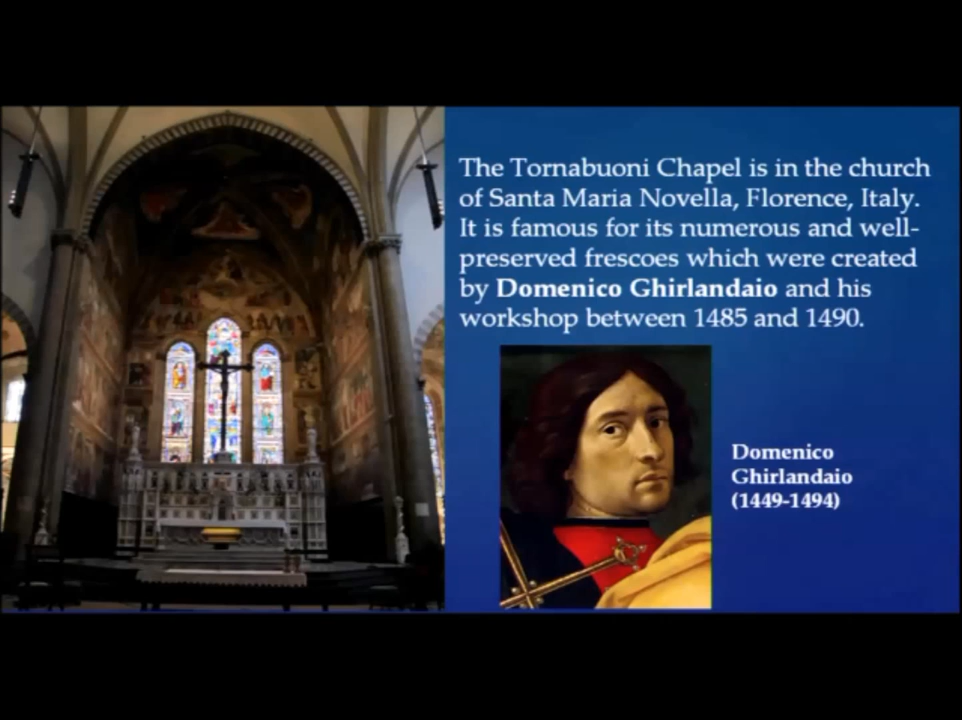 The Tornabuoni Chapel is in the church
of Santa Maria Novella, Florence, Italy.
It is famous for its numerous and well-
preserved frescoes which were created
by Domenico Ghirlandaio and his
workshop between 1485 and 1490.
Domenico
Ghirlandaio
(1449-1494)